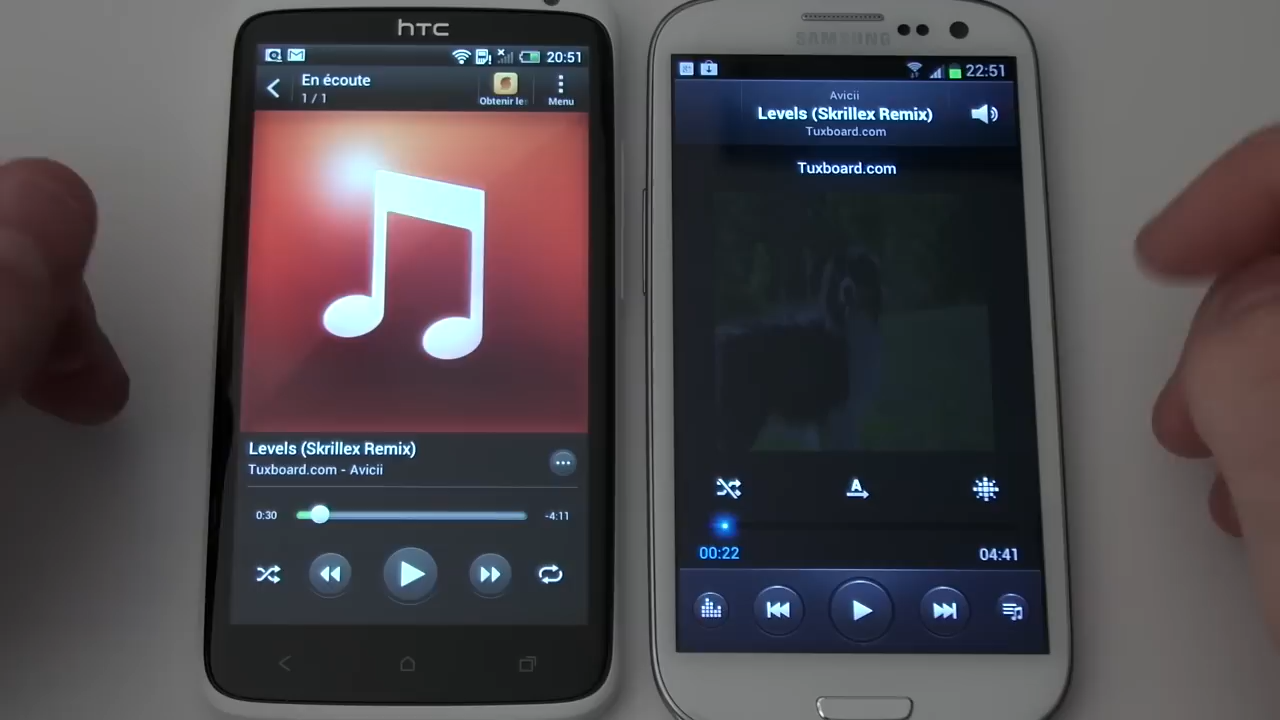 hTC
20:51
En écoute
1 / 1
Obtenir le
Menu
Levels (Skrillex Remix)
Tuxboard.com - Avicii
0:30
-4:11
SAMSUNG
22:51
Avicii
Levels (Skrillex Remix)
Tuxboard.com
Tuxboard.com
A
00:22
04:41